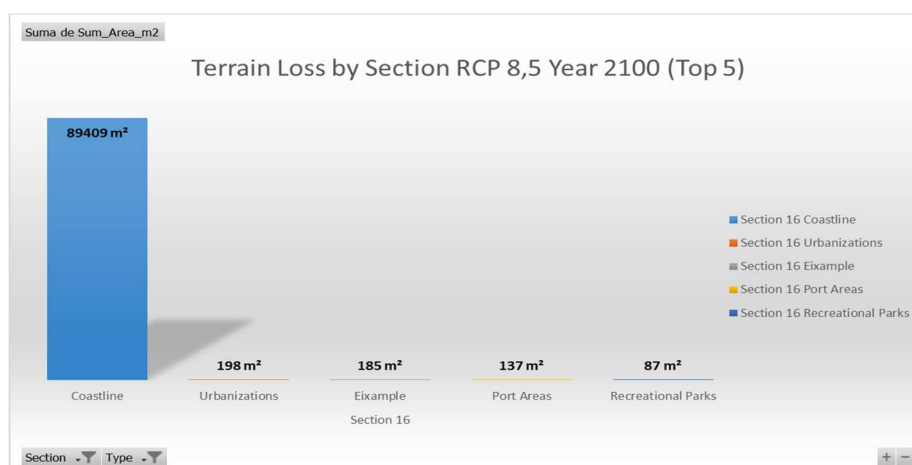 Suma de Sum_Area_m2
Terrain Loss by Section RCP 8,5 Year 2100 (Top 5)
89409 m²
198 m²
185 m²
137 m²
87 m²
Coastline
Urbanizations
Eixample
Port Areas
Recreational Parks
Section 16
Section 16 Coastline
Section 16 Urbanizations
Section 16 Eixample
Section 16 Port Areas
Section 16 Recreational Parks
Section
Type
+ −